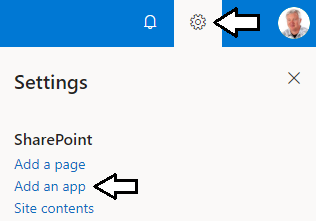 Settings
SharePoint
Add a page
Add an app
Site contents